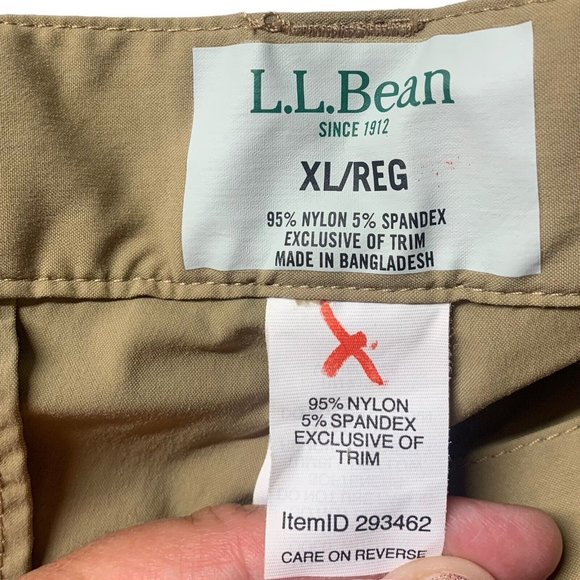 L.L.Bean
SINCE 1912
XL/REG
95% NYLON 5% SPANDEX
EXCLUSIVE OF TRIM
MADE IN BANGLADESH
X
95% NYLON
5% SPANDEX
EXCLUSIVE OF
TRIM
ItemID 293462
CARE ON REVERSE